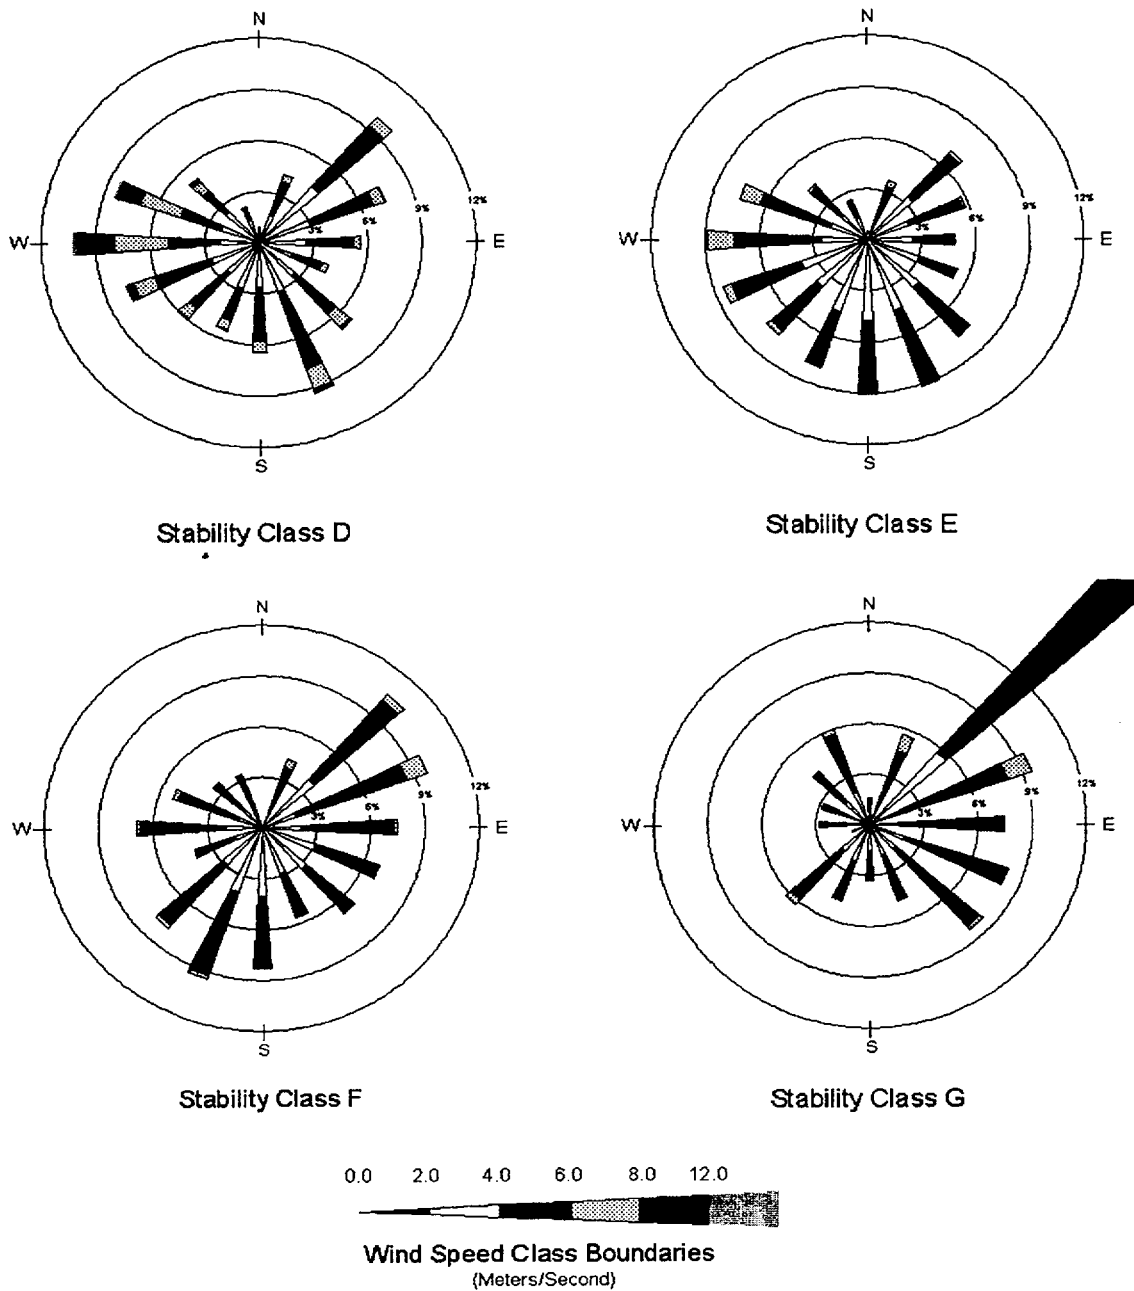 N N
12% 12%
9% 9%
6% 6%
3% 3%
W E W E
S S
Stability Class D Stability Class E
N N
12% 12%
9% 9%
6% 6%
3% 3%
W E W E
S S
Stability Class F Stability Class G
0.0 2.0 4.0 6.0 8.0 12.0
Wind Speed Class Boundaries
(Meters/Second)